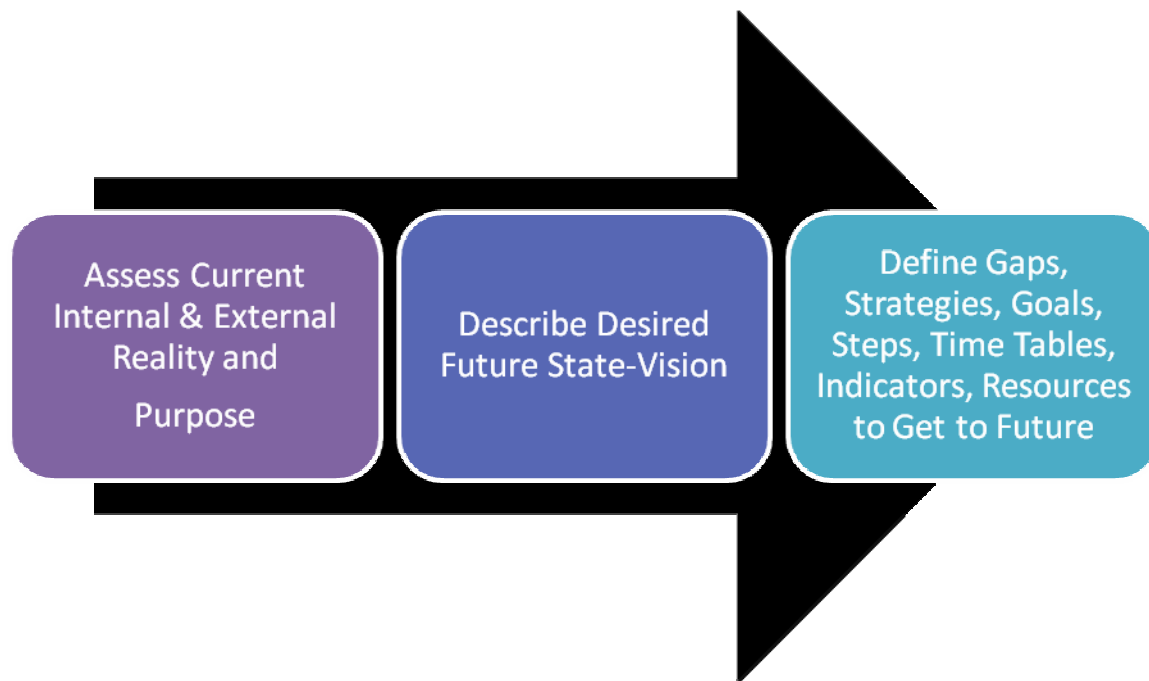 Assess Current
Internal & External
Reality and
Purpose
Describe Desired
Future State-Vision
Define Gaps,
Strategies, Goals,
Steps, Time Tables,
Indicators, Resources
to Get to Future